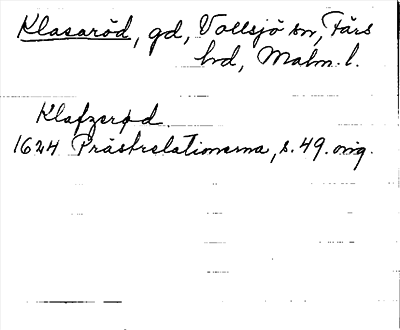 Klasaröd, gd, Vollsjö sn, Färs
hd, Malm. l.
Klafzerød.
1624 Prästrelationerna, s. 49. orig.